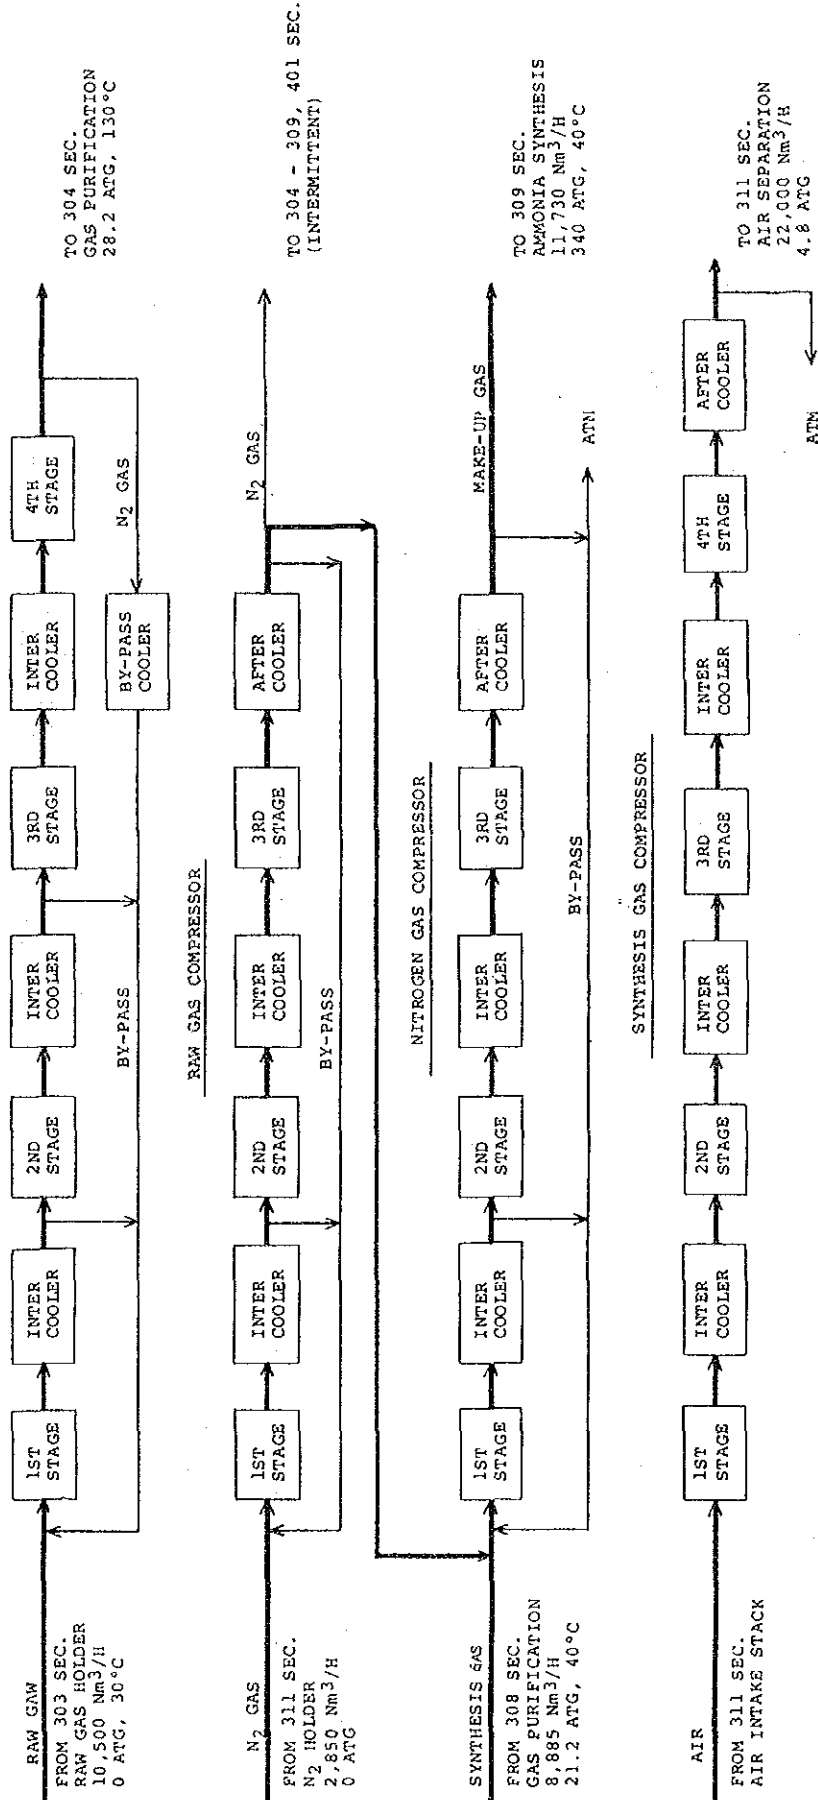 RAW GAW
FROM 303 SEC.
RAW GAS HOLDER
10,500 Nm3/H
0 ATG, 30°C
1ST
STAGE
INTER
COOLER
2ND
STAGE
INTER
COOLER
3RD
STAGE
INTER
COOLER
4TH
STAGE
TO 304 SEC.
GAS PURIFICATION
28.2 ATG, 130°C
BY-PASS
BY-PASS
COOLER
N2 GAS
RAW GAS COMPRESSOR
N2 GAS
FROM 311 SEC.
N2 HOLDER
2,850 Nm3/H
0 ATG
1ST
STAGE
INTER
COOLER
2ND
STAGE
INTER
COOLER
3RD
STAGE
AFTER
COOLER
N2 GAS
TO 304 - 309, 401 SEC.
(INTERMITTENT)
BY-PASS
NITROGEN GAS COMPRESSOR
SYNTHESIS GAS
FROM 308 SEC.
GAS PURIFICATION
8,885 Nm3/H
21.2 ATG, 40°C
1ST
STAGE
INTER
COOLER
2ND
STAGE
INTER
COOLER
3RD
STAGE
AFTER
COOLER
MAKE-UP GAS
TO 309 SEC.
AMMONIA SYNTHESIS
11,730 Nm3/H
340 ATG, 40°C
BY-PASS
ATM
SYNTHESIS GAS COMPRESSOR
AIR
FROM 311 SEC.
AIR INTAKE STACK
1ST
STAGE
INTER
COOLER
2ND
STAGE
INTER
COOLER
3RD
STAGE
INTER
COOLER
4TH
STAGE
AFTER
COOLER
TO 311 SEC.
AIR SEPARATION
22,000 Nm3/H
4.8 ATG
ATM